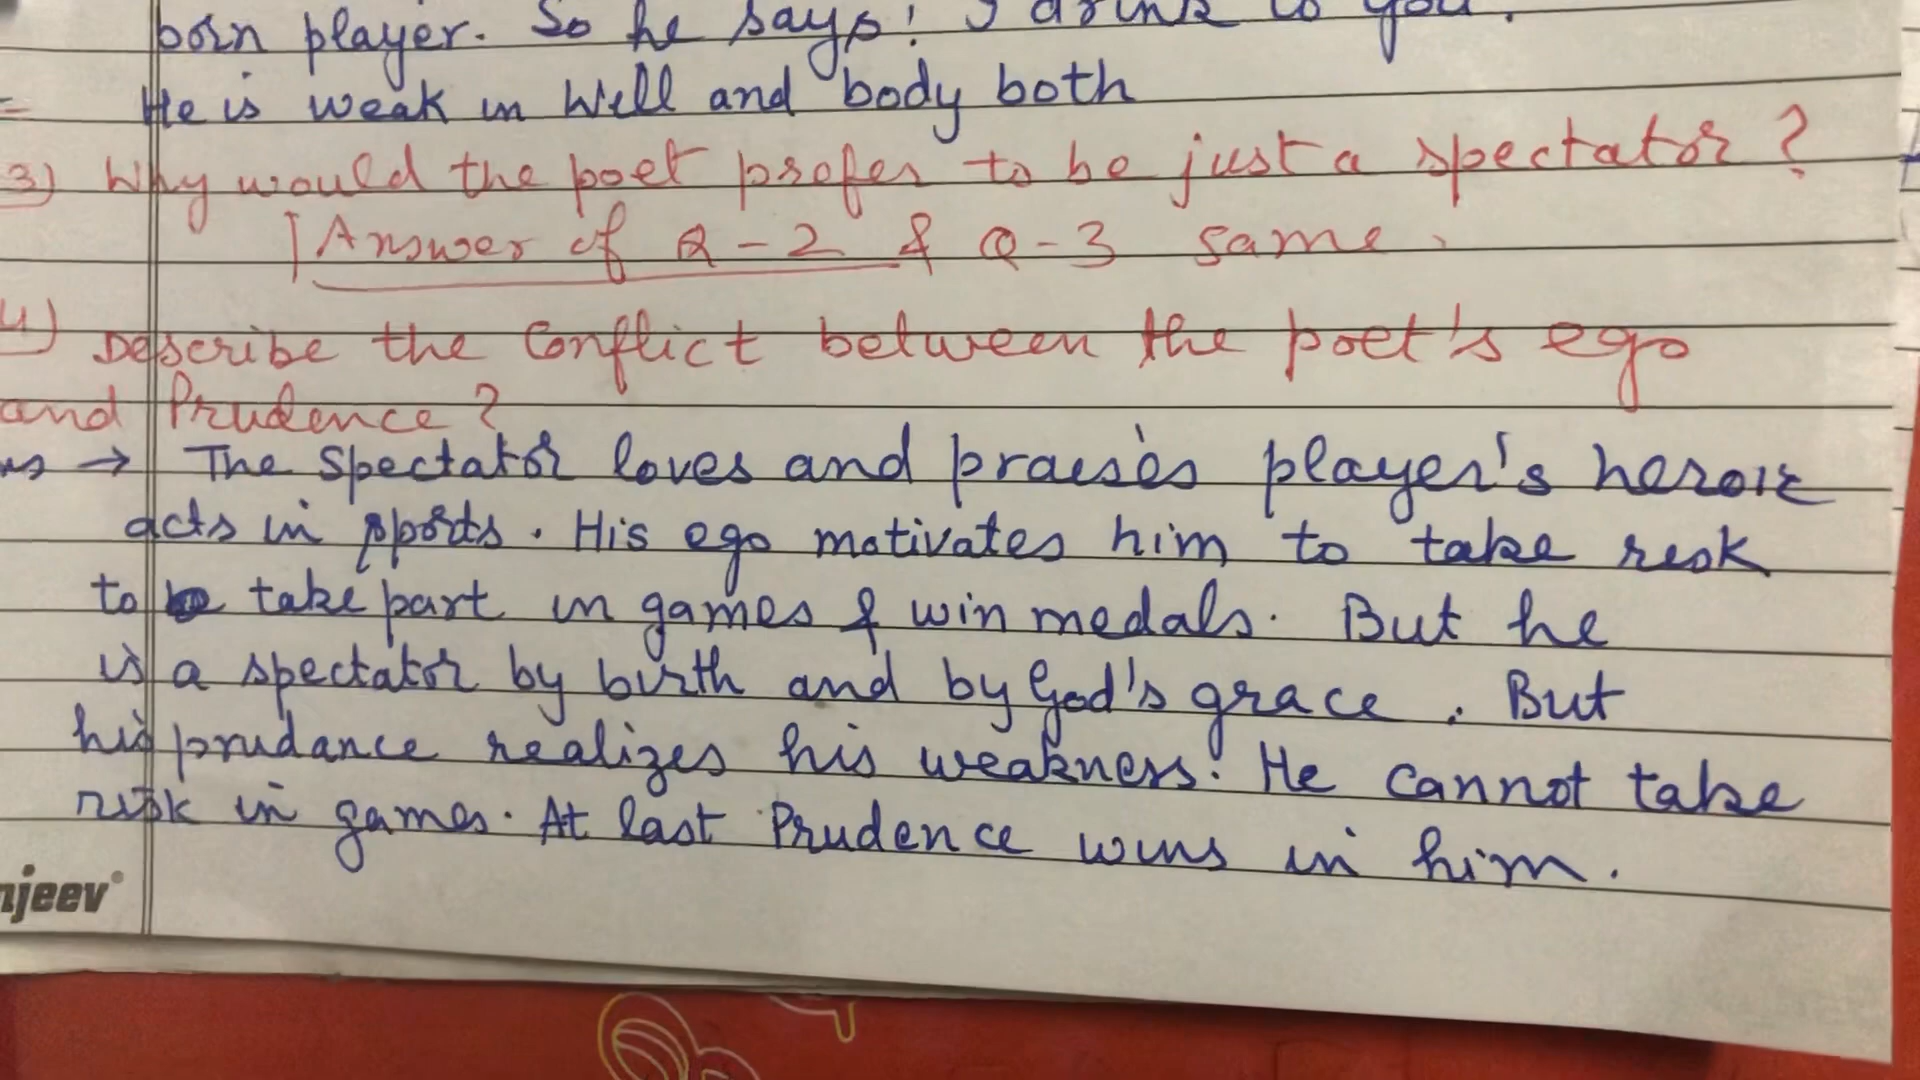 born player. So he says! I drink to you.
He is weak in Will and body both
3) Why would the poet prefer to be just a spectator?
Answer of Q-2 & Q-3 same.
4) Describe the Conflict between the poet's ego
and Prudence?
ns → The Spectator loves and praises player's heroic
acts in sports. His ego motivates him to take resk
to take part in games & win medals. But he
is a spectator by birth and by God's grace. But
his prudance realizes his weakness. He cannot take
risk in games. At last Prudence wins in him.
njeev